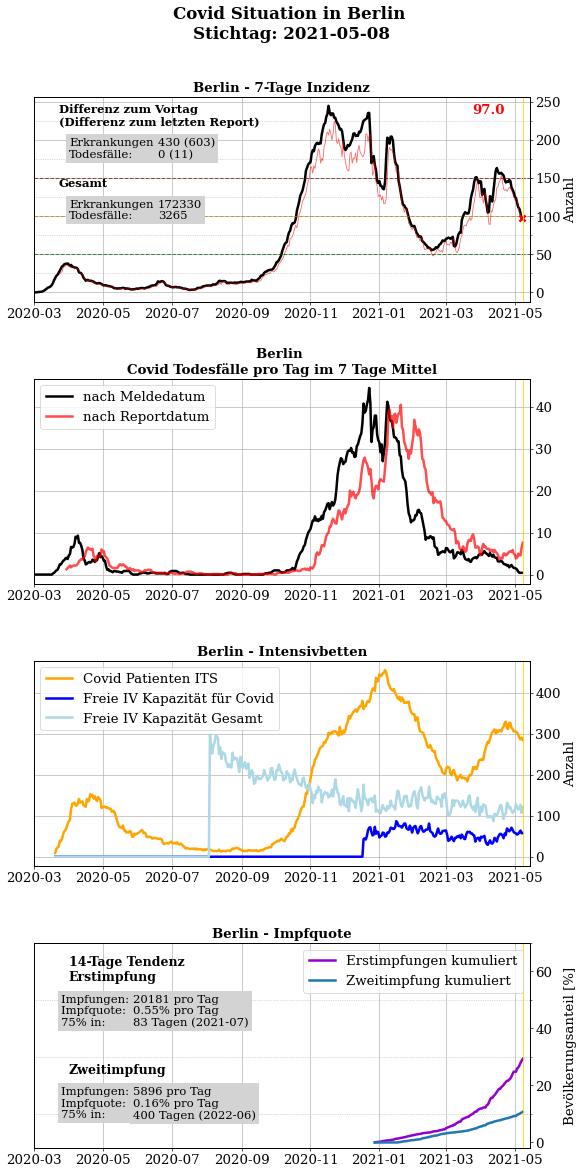 Covid Situation in Berlin
Stichtag: 2021-05-08
Berlin - 7-Tage Inzidenz
Differenz zum Vortag
(Differenz zum letzten Report)
Erkrankungen 430 (603)
Todesfälle: 0 (11)
Gesamt
Erkrankungen 172330
Todesfälle: 3265
97.0
250
200
150
100
50
0
Anzahl
2020-03 2020-05 2020-07 2020-09 2020-11 2021-01 2021-03 2021-05
Berlin
Covid Todesfälle pro Tag im 7 Tage Mittel
nach Meldedatum
nach Reportdatum
40
30
20
10
0
2020-03 2020-05 2020-07 2020-09 2020-11 2021-01 2021-03 2021-05
Berlin - Intensivbetten
Covid Patienten ITS
Freie IV Kapazität für Covid
Freie IV Kapazität Gesamt
400
300
200
100
0
Anzahl
2020-03 2020-05 2020-07 2020-09 2020-11 2021-01 2021-03 2021-05
Berlin - Impfquote
14-Tage Tendenz
Erstimpfung
Impfungen: 20181 pro Tag
Impfquote: 0.55% pro Tag
75% in: 83 Tagen (2021-07)
Zweitimpfung
Impfungen: 5896 pro Tag
Impfquote: 0.16% pro Tag
75% in: 400 Tagen (2022-06)
Erstimpfungen kumuliert
Zweitimpfung kumuliert
60
40
20
0
Bevölkerungsanteil [%]
2020-03 2020-05 2020-07 2020-09 2020-11 2021-01 2021-03 2021-05